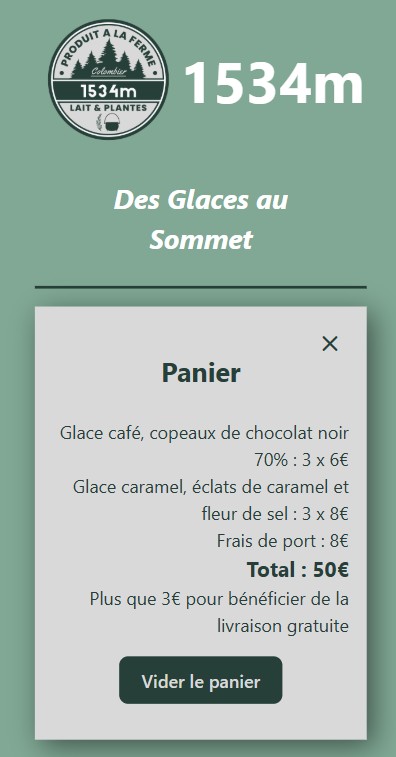 PRODUIT A LA FERME
Colombier
1534m
LAIT & PLANTES
1534m
Des Glaces au
Sommet
×
Panier
Glace café, copeaux de chocolat noir
70% : 3 x 6€
Glace caramel, éclats de caramel et
fleur de sel : 3 x 8€
Frais de port : 8€
Total : 50€
Plus que 3€ pour bénéficier de la
livraison gratuite
Vider le panier